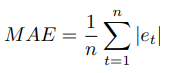 MAE = \frac{1}{n} \sum_{t=1}^{n} |e_t|